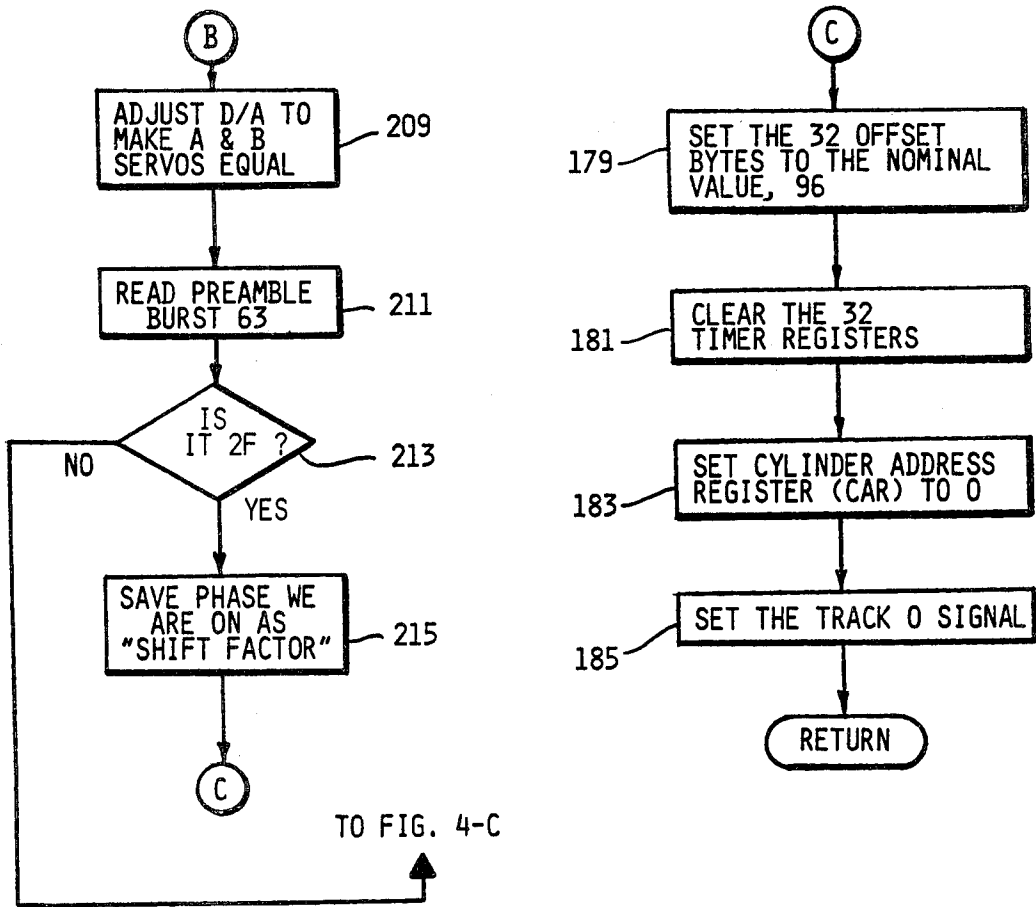 B
ADJUST D/A TO
MAKE A & B
SERVOS EQUAL
209
READ PREAMBLE
BURST 63
211
IS
IT 2F ?
213
NO
YES
SAVE PHASE WE
ARE ON AS
"SHIFT FACTOR"
215
C
TO FIG. 4-C
C
SET THE 32 OFFSET
BYTES TO THE NOMINAL
VALUE, 96
179
CLEAR THE 32
TIMER REGISTERS
181
SET CYLINDER ADDRESS
REGISTER (CAR) TO 0
183
SET THE TRACK 0 SIGNAL
185
RETURN